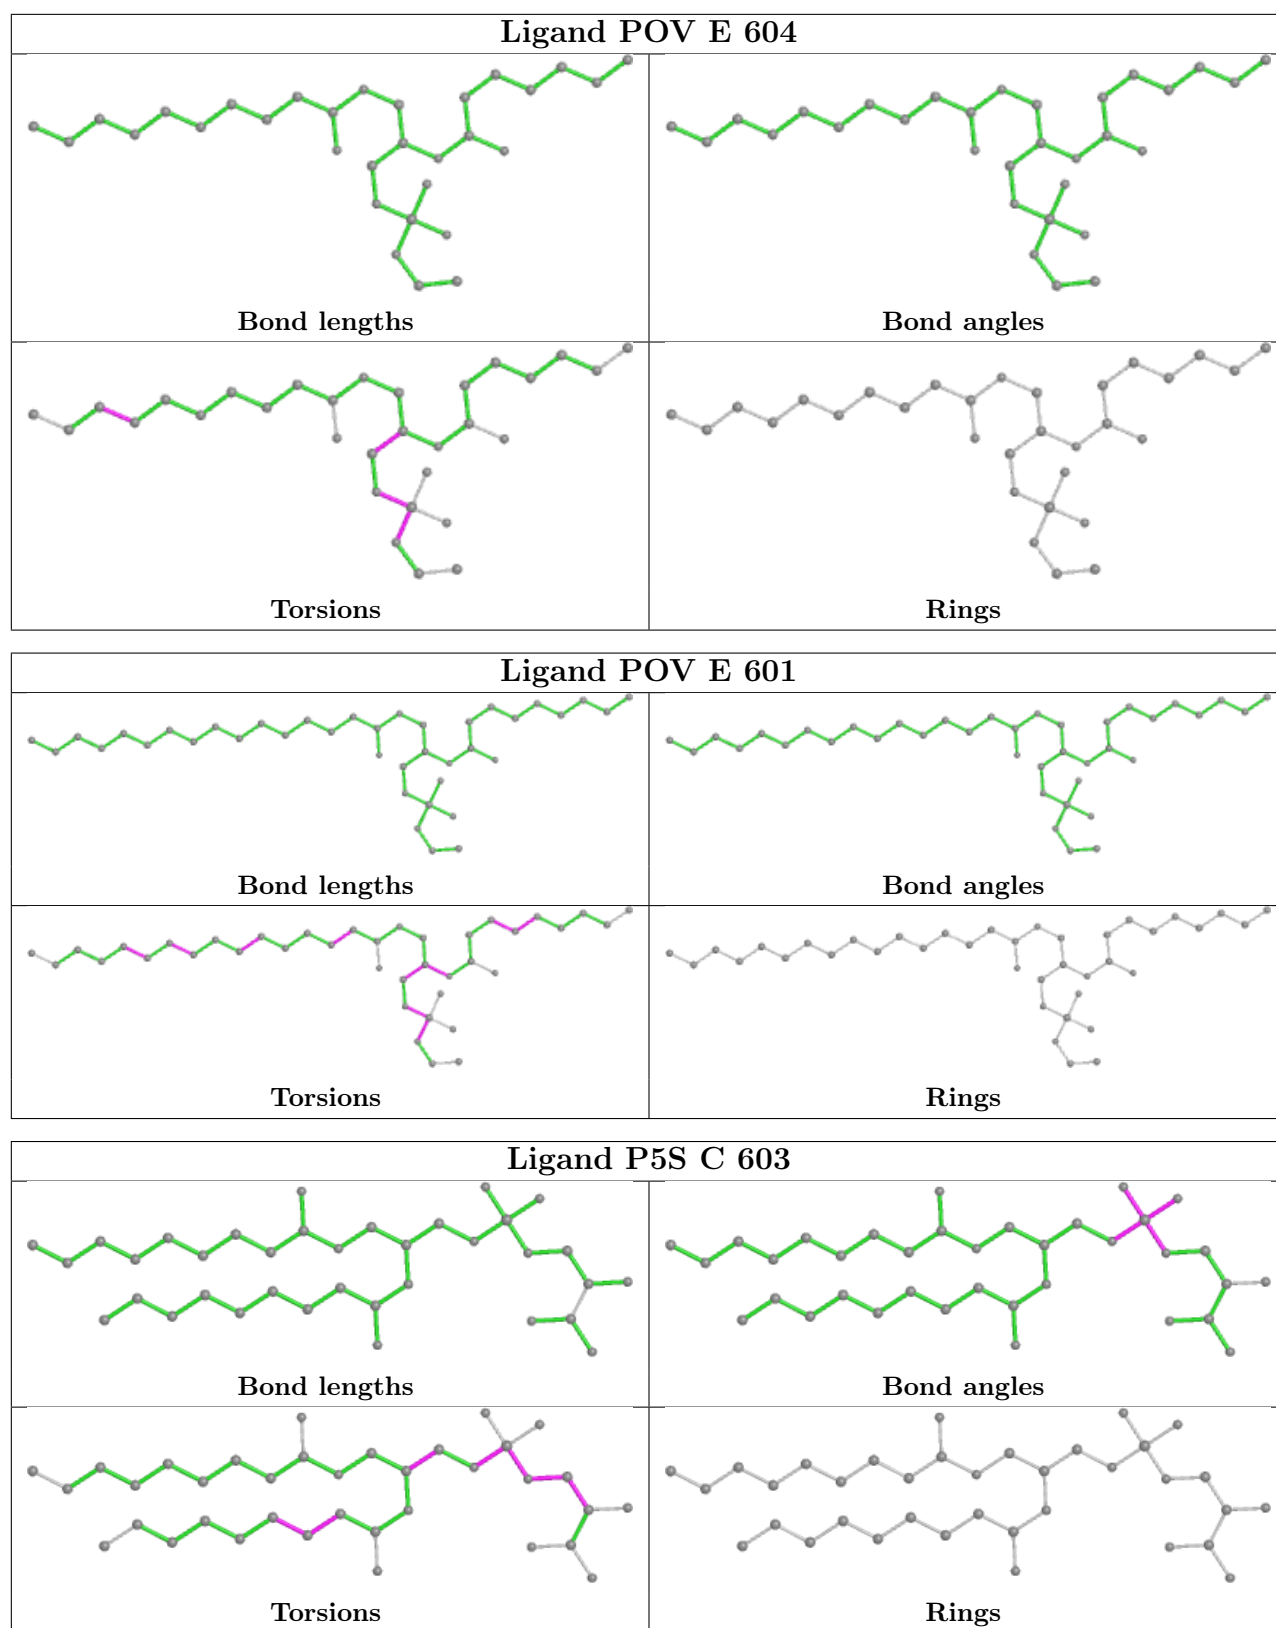 Ligand POV E 604
Bond lengths
Bond angles
Torsions
Rings
Ligand POV E 601
Bond lengths
Bond angles
Torsions
Rings
Ligand P5S C 603
Bond lengths
Bond angles
Torsions
Rings